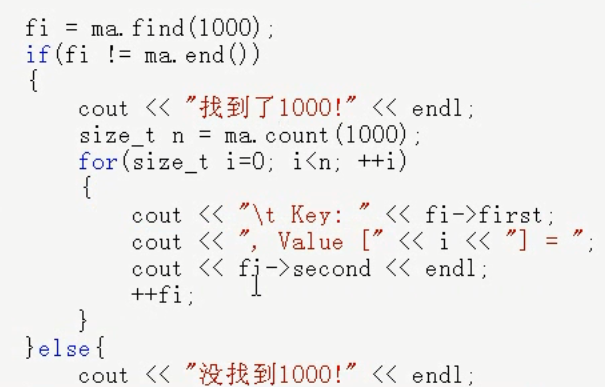 fi = ma.find(1000);
if(fi != ma.end())
{
    cout << "找到了1000!" << endl;
    size_t n = ma.count(1000);
    for(size_t i=0; i<n; ++i)
    {
        cout << "\t Key: " << fi->first;
        cout << ", Value [" << i << "] = ";
        cout << fi->second << endl;
        ++fi;
    }
}else{
    cout << "没找到1000!" << endl;